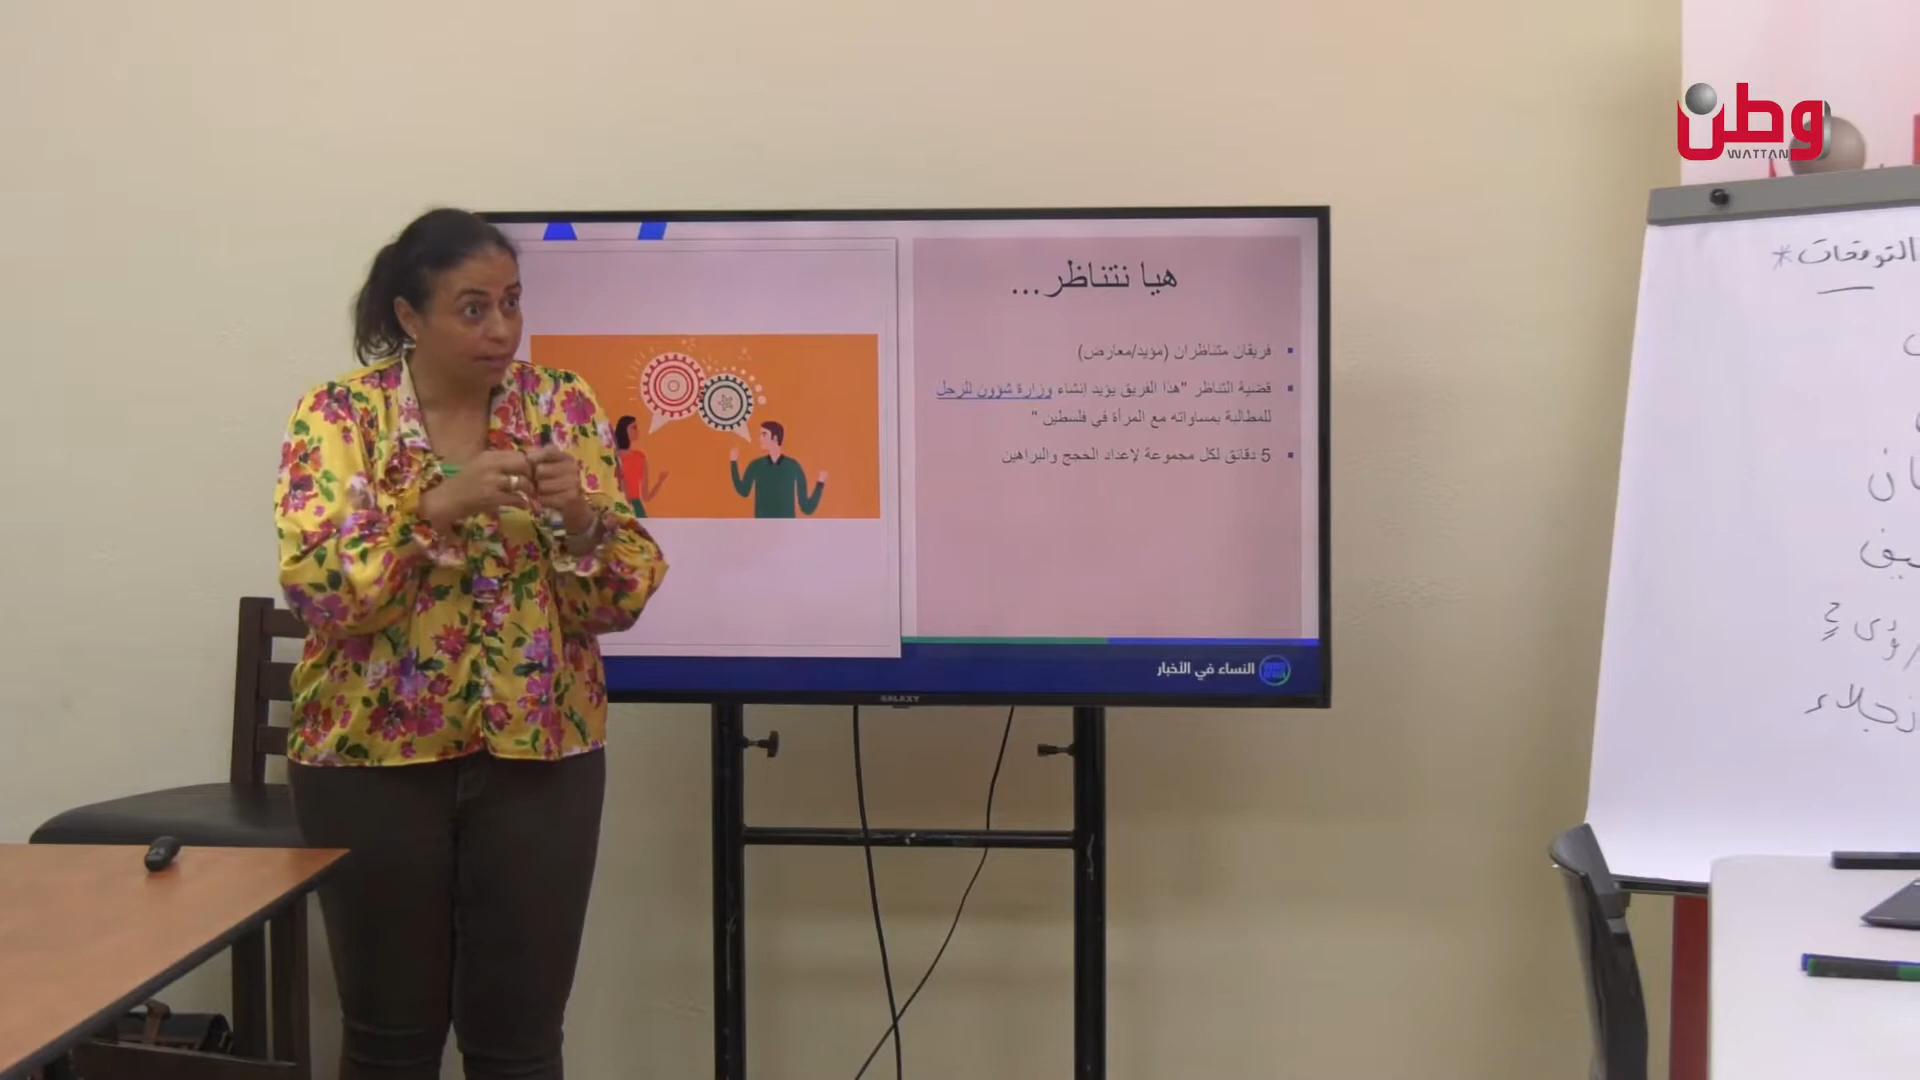 وطن
WATTAN
هيا نتناظر...
فريقان متناظران (مؤيد/معارض)
قضية التناظر "هذا الفريق يؤيد إنشاء وزارة شؤون للرجل
للمطالبة بمساواته مع المرأة في فلسطين "
5 دقائق لكل مجموعة لإعداد الحجج والبراهين
النساء في الأخبار
GALAXY
التوقعات *